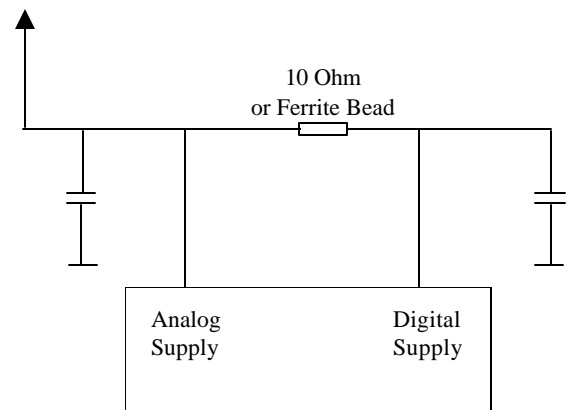 10 Ohm
or Ferrite Bead
Analog
Supply
Digital
Supply